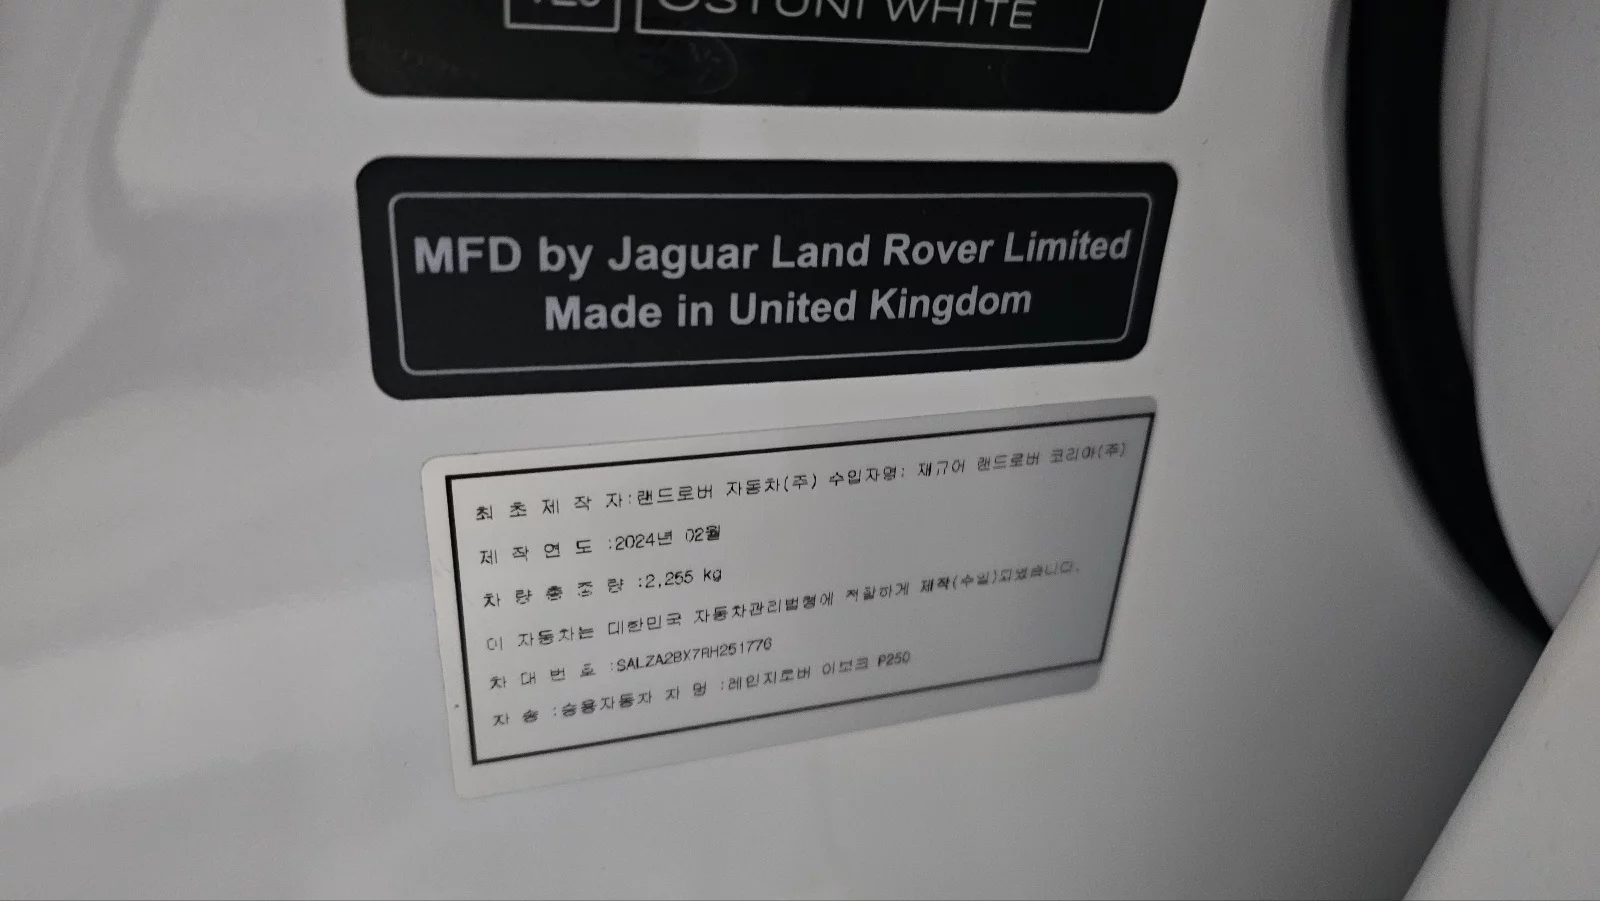 OSTUNI WHITE
MFD by Jaguar Land Rover Limited
Made in United Kingdom
최 초 제 작 자:랜드로버 자동차(주) 수입자명: 재규어 랜드로버 코리아(주)
제 작 연 도 :2024년 02월
차 량 총 중 량 :2,255 kg
이 자동차는 대한민국 자동차관리법령에 적합하게 제작(수입)되었습니다.
차 대 번 호 :SALZA2BX7RH251776
차 종 :승용자동차 차 명 :레인지로버 이보크 P250